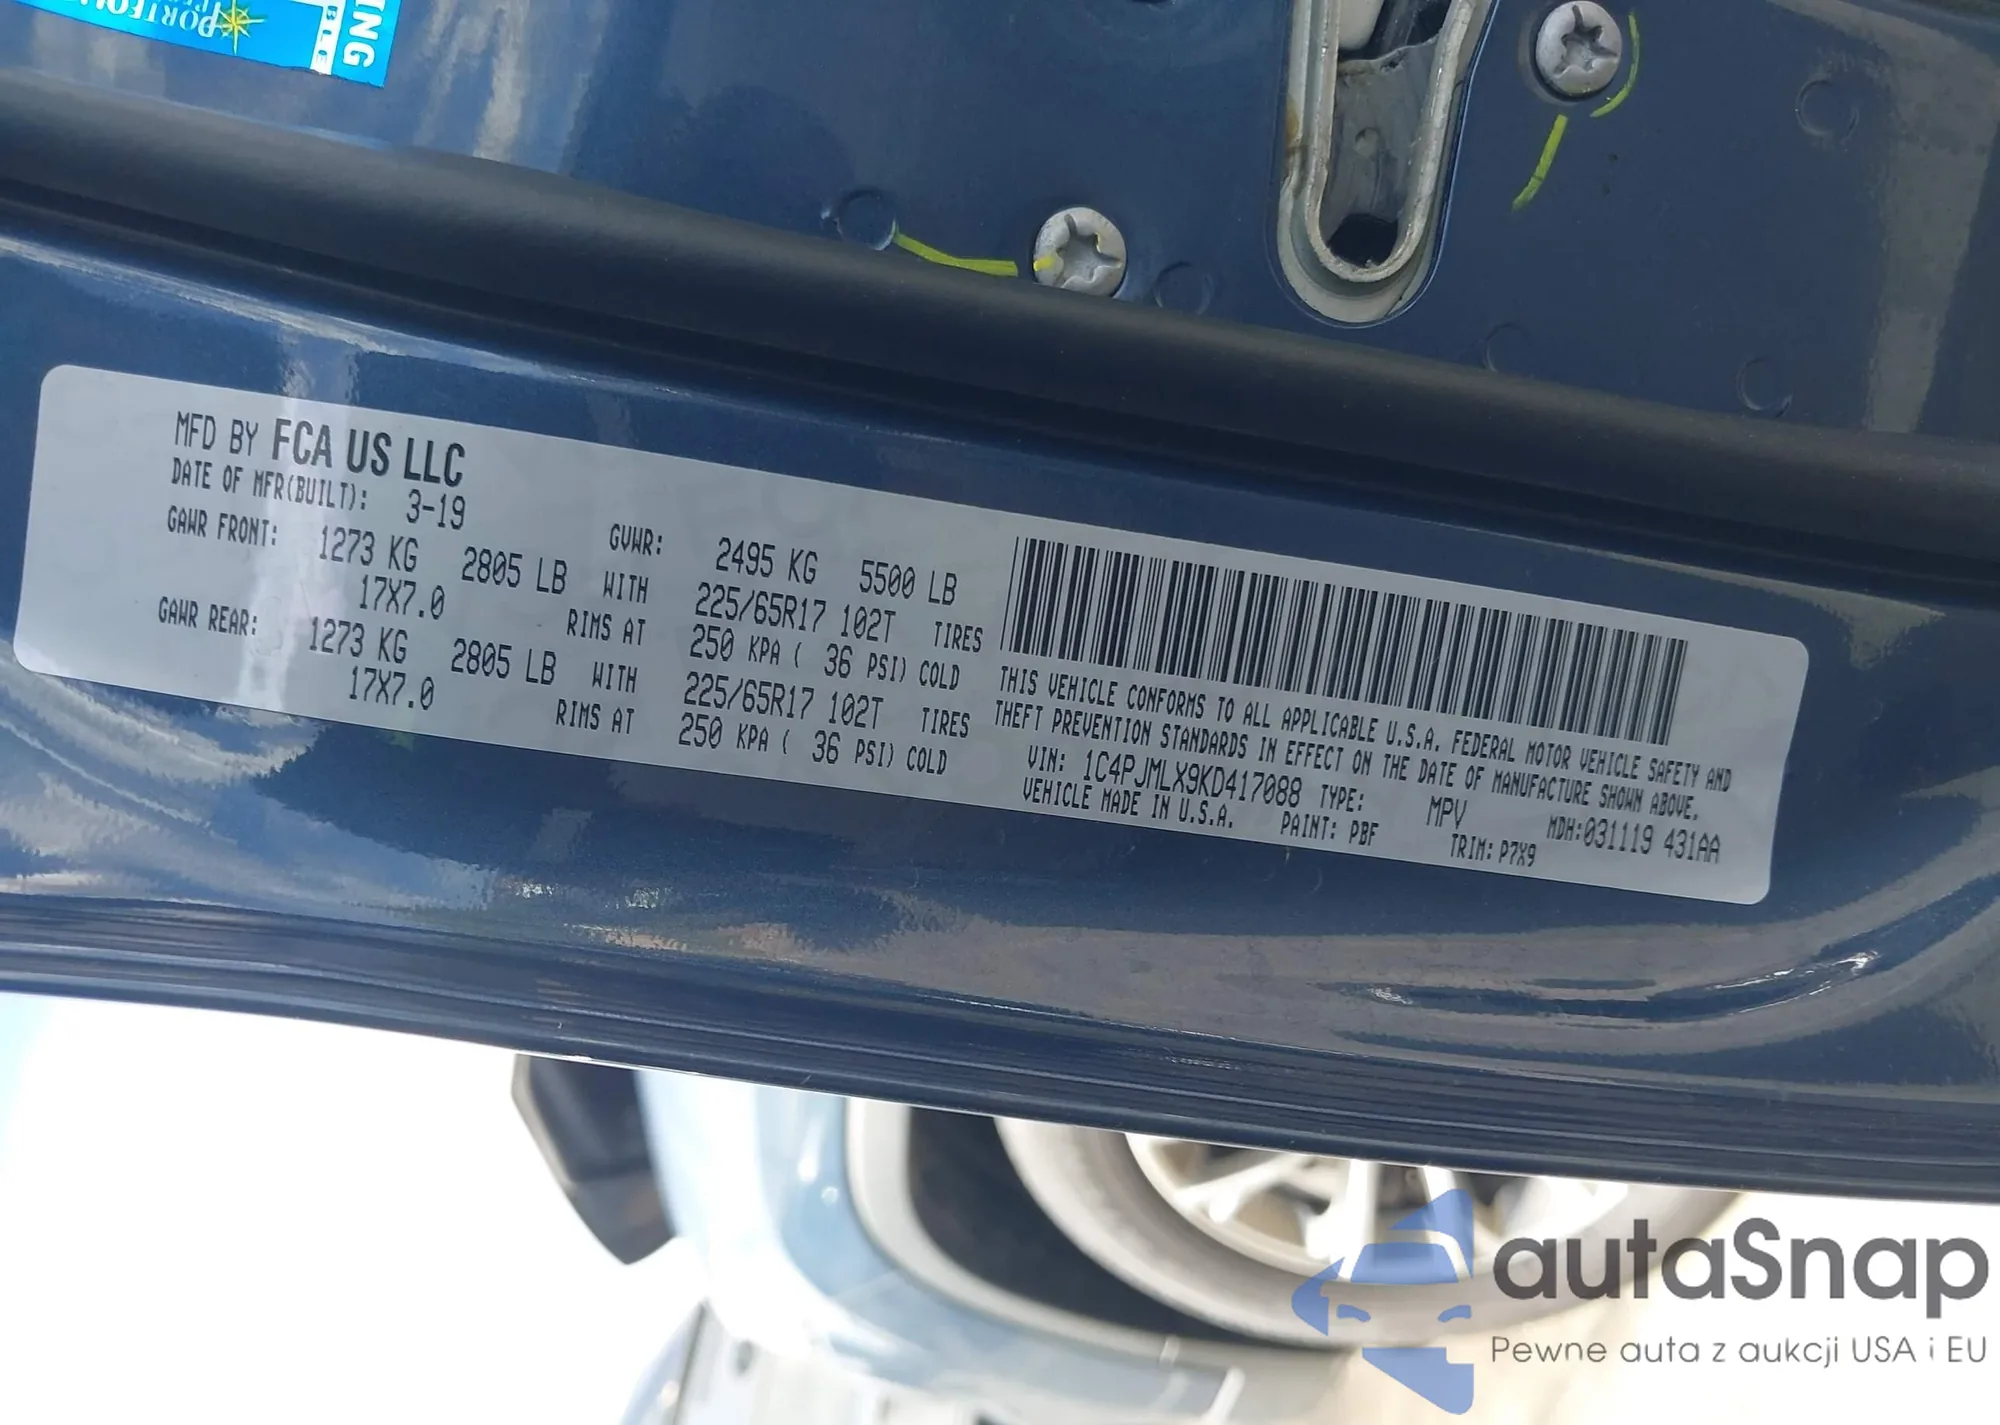 PORTFOLIO
ING
BLE
MFD BY FCA US LLC
DATE OF MFR(BUILT): 3-19
GVWR: 2495 KG 5500 LB
GAWR FRONT: 1273 KG 2805 LB WITH 225/65R17 102T TIRES
17X7.0 RIMS AT 250 KPA ( 36 PSI) COLD
GAWR REAR: 1273 KG 2805 LB WITH 225/65R17 102T TIRES
17X7.0 RIMS AT 250 KPA ( 36 PSI) COLD
THIS VEHICLE CONFORMS TO ALL APPLICABLE U.S.A. FEDERAL MOTOR VEHICLE SAFETY AND
THEFT PREVENTION STANDARDS IN EFFECT ON THE DATE OF MANUFACTURE SHOWN ABOVE.
VIN: 1C4PJMLX9KD417088 TYPE: MPV MDH:031119 431AA
VEHICLE MADE IN U.S.A. PAINT: PBF TRIM: P7X9
autaSnap
Pewne auta z aukcji USA i EU